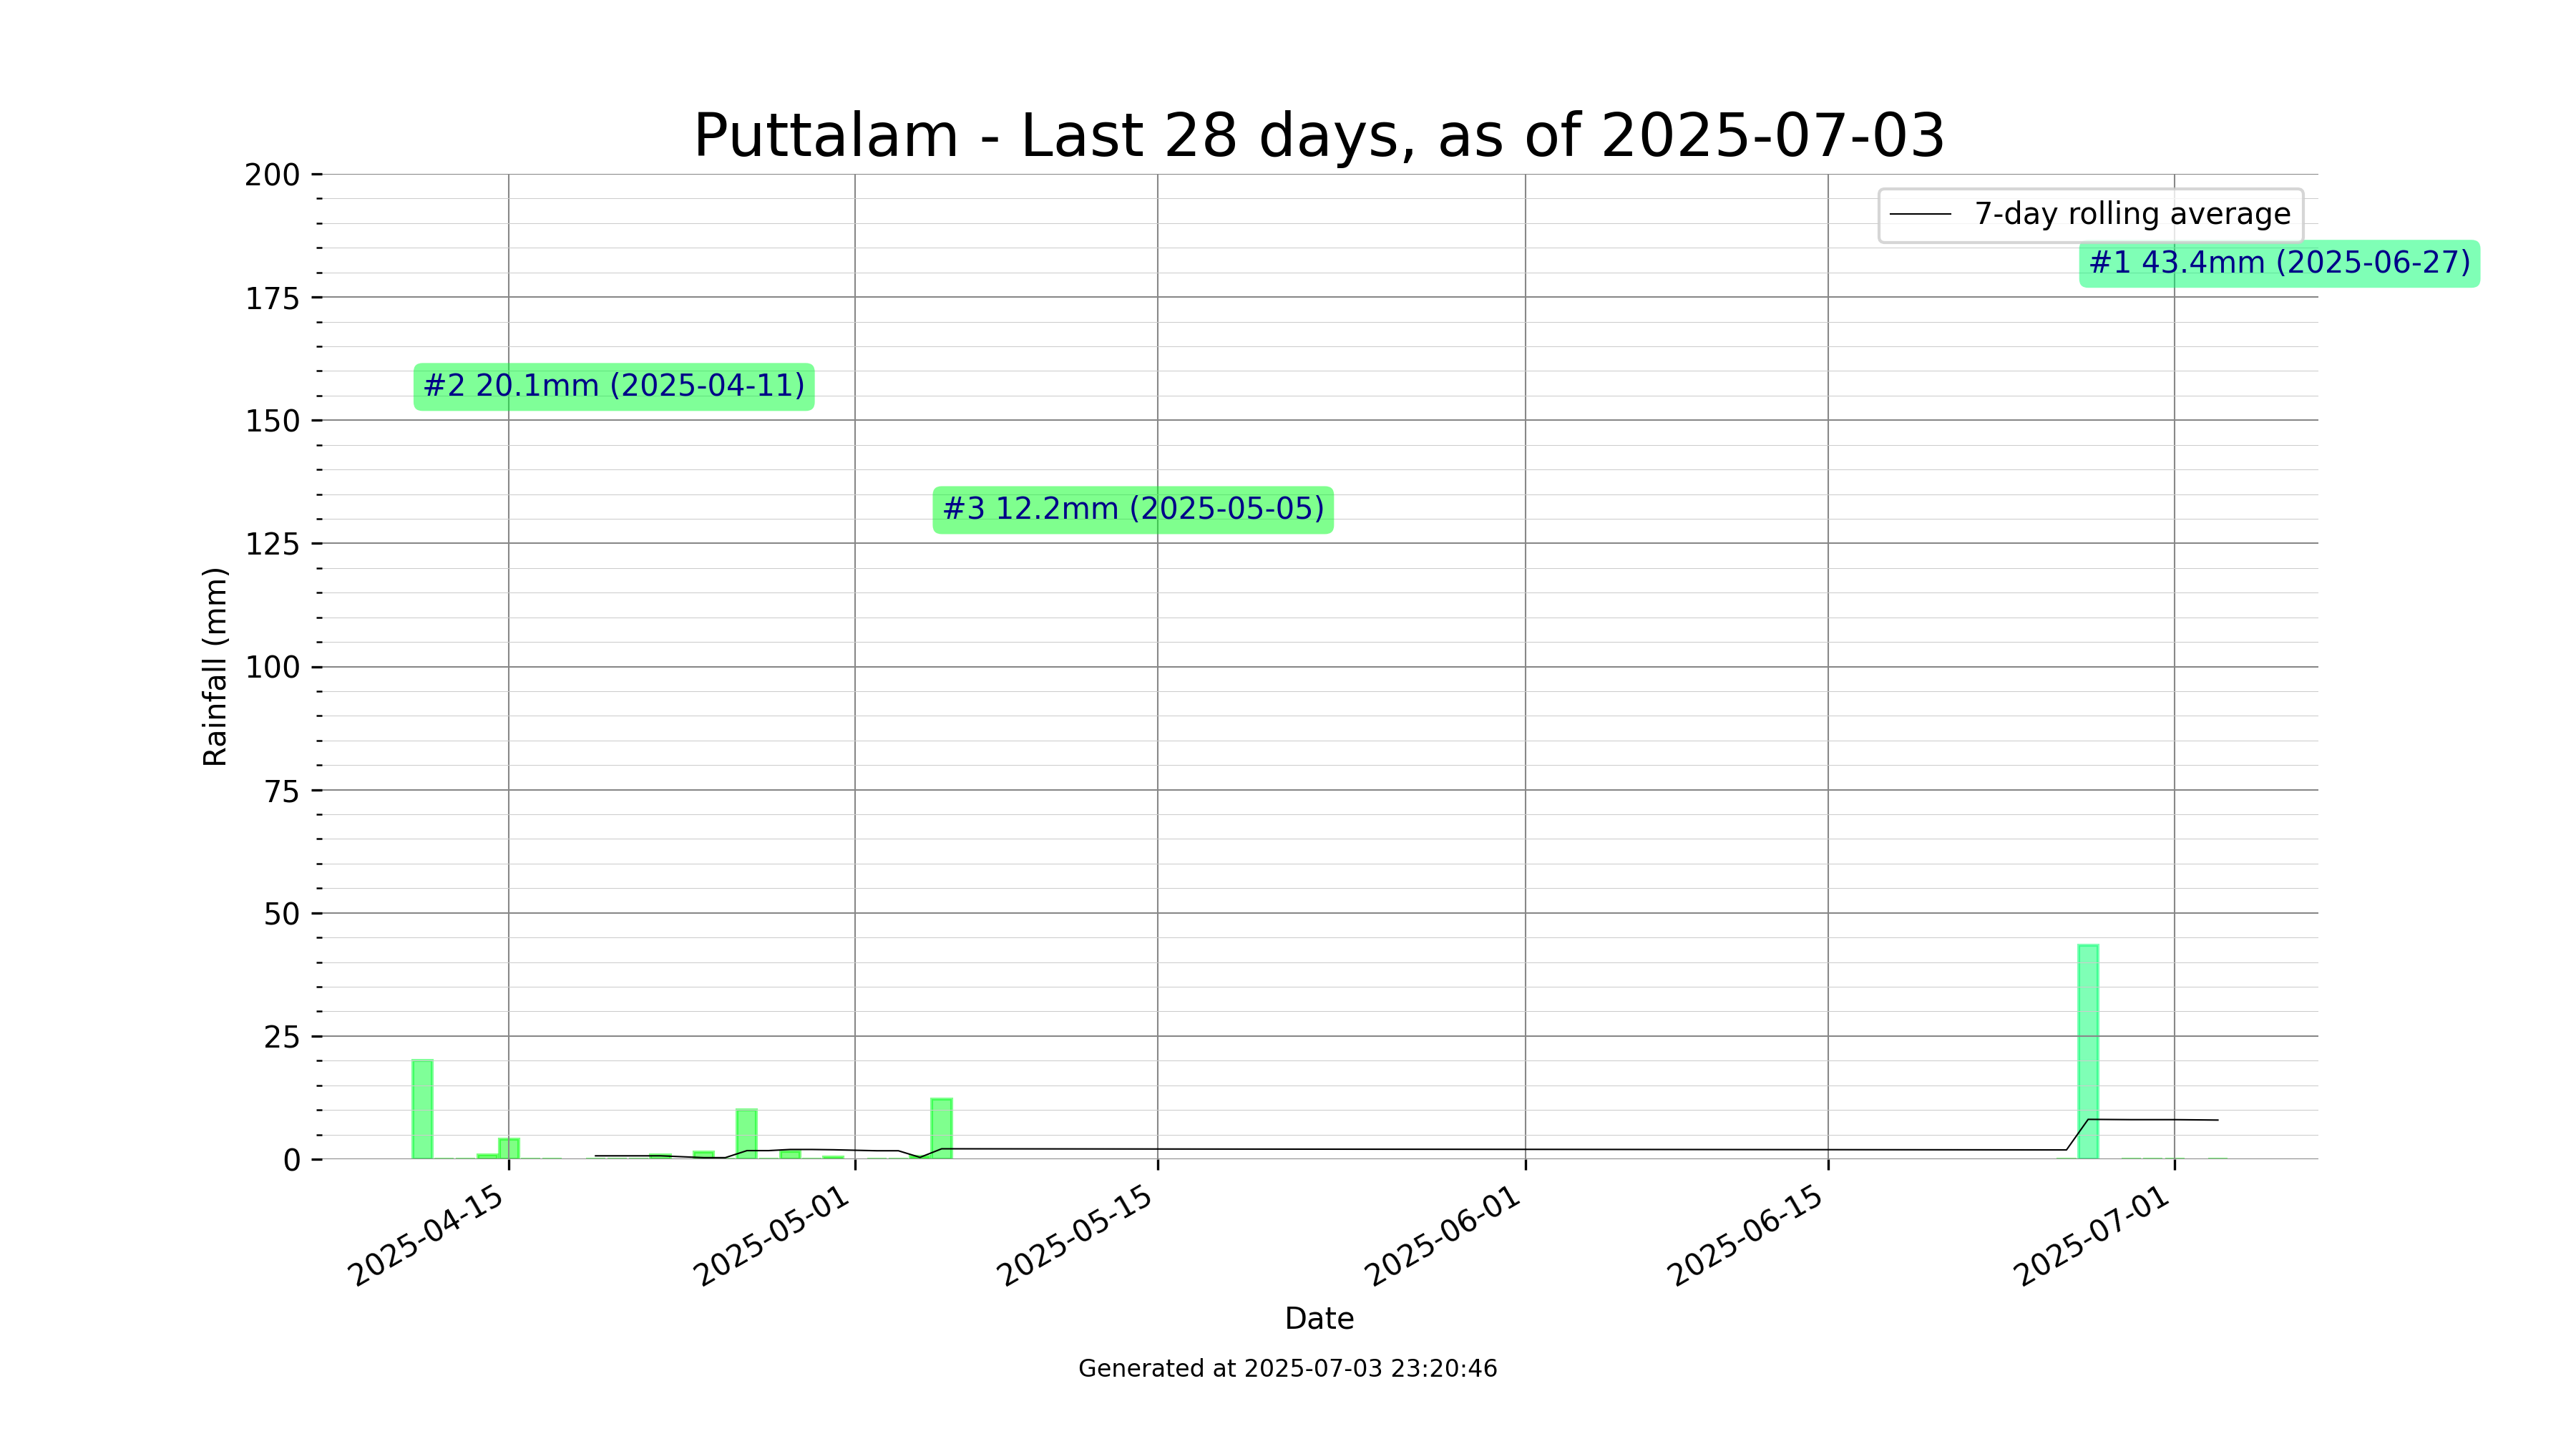 Puttalam - Last 28 days, as of 2025-07-03
200
7-day rolling average
#1 43.4mm (2025-06-27)
175
#2 20.1mm (2025-04-11)
150
#3 12.2mm (2025-05-05)
125
100
75
50
25
0
Rainfall (mm)
2025-04-15
2025-05-01
2025-05-15
2025-06-01
2025-06-15
2025-07-01
Date
Generated at 2025-07-03 23:20:46